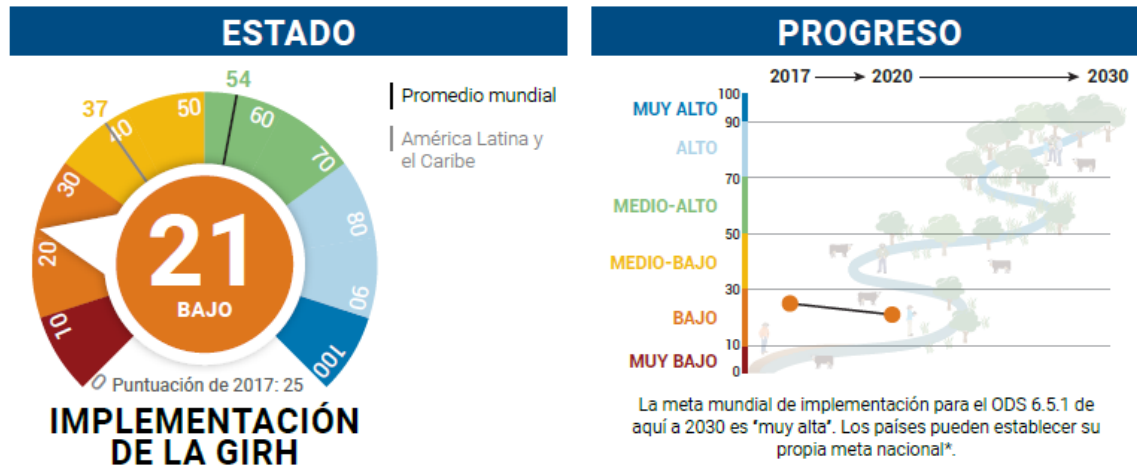 ESTADO
54
37
0
10
20
30
40
50
60
70
80
90
100
Promedio mundial
América Latina y
el Caribe
21
BAJO
Puntuación de 2017: 25
IMPLEMENTACIÓN
DE LA GIRH
PROGRESO
2017 2020 2030
100
MUY ALTO
90
ALTO
70
MEDIO-ALTO
50
MEDIO-BAJO
30
BAJO
10
MUY BAJO
0
La meta mundial de implementación para el ODS 6.5.1 de
aquí a 2030 es "muy alta". Los países pueden establecer su
propia meta nacional*.